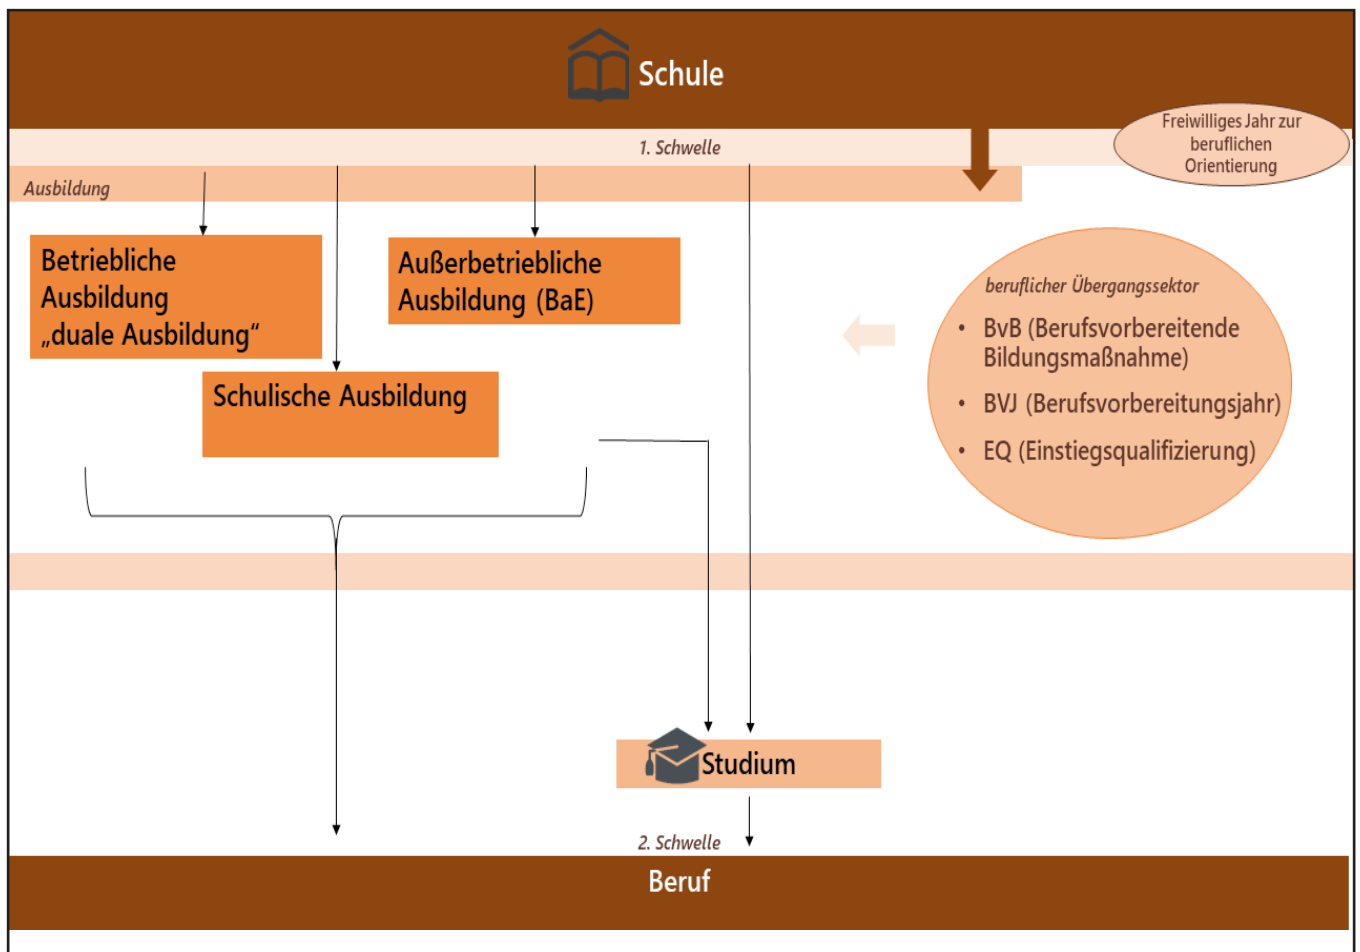 Schule
Freiwilliges Jahr zur
beruflichen
Orientierung
1. Schwelle
Ausbildung
Betriebliche
Ausbildung
„duale Ausbildung“
Außerbetriebliche
Ausbildung (BaE)
Schulische Ausbildung
beruflicher Übergangssektor
• BvB (Berufsvorbereitende
Bildungsmaßnahme)
• BVJ (Berufsvorbereitungsjahr)
• EQ (Einstiegsqualifizierung)
Studium
2. Schwelle
Beruf